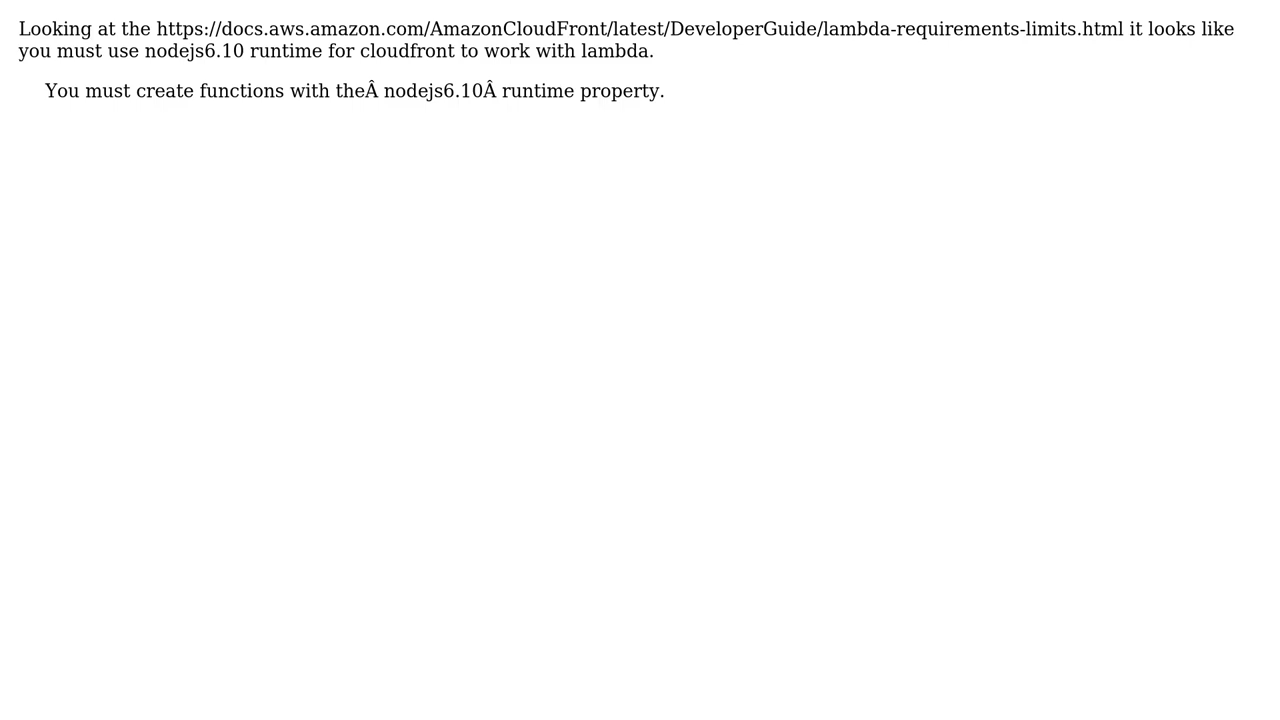 Looking at the https://docs.aws.amazon.com/AmazonCloudFront/latest/DeveloperGuide/lambda-requirements-limits.html it looks like
you must use nodejs6.10 runtime for cloudfront to work with lambda.
You must create functions with theÂ nodejs6.10Â runtime property.